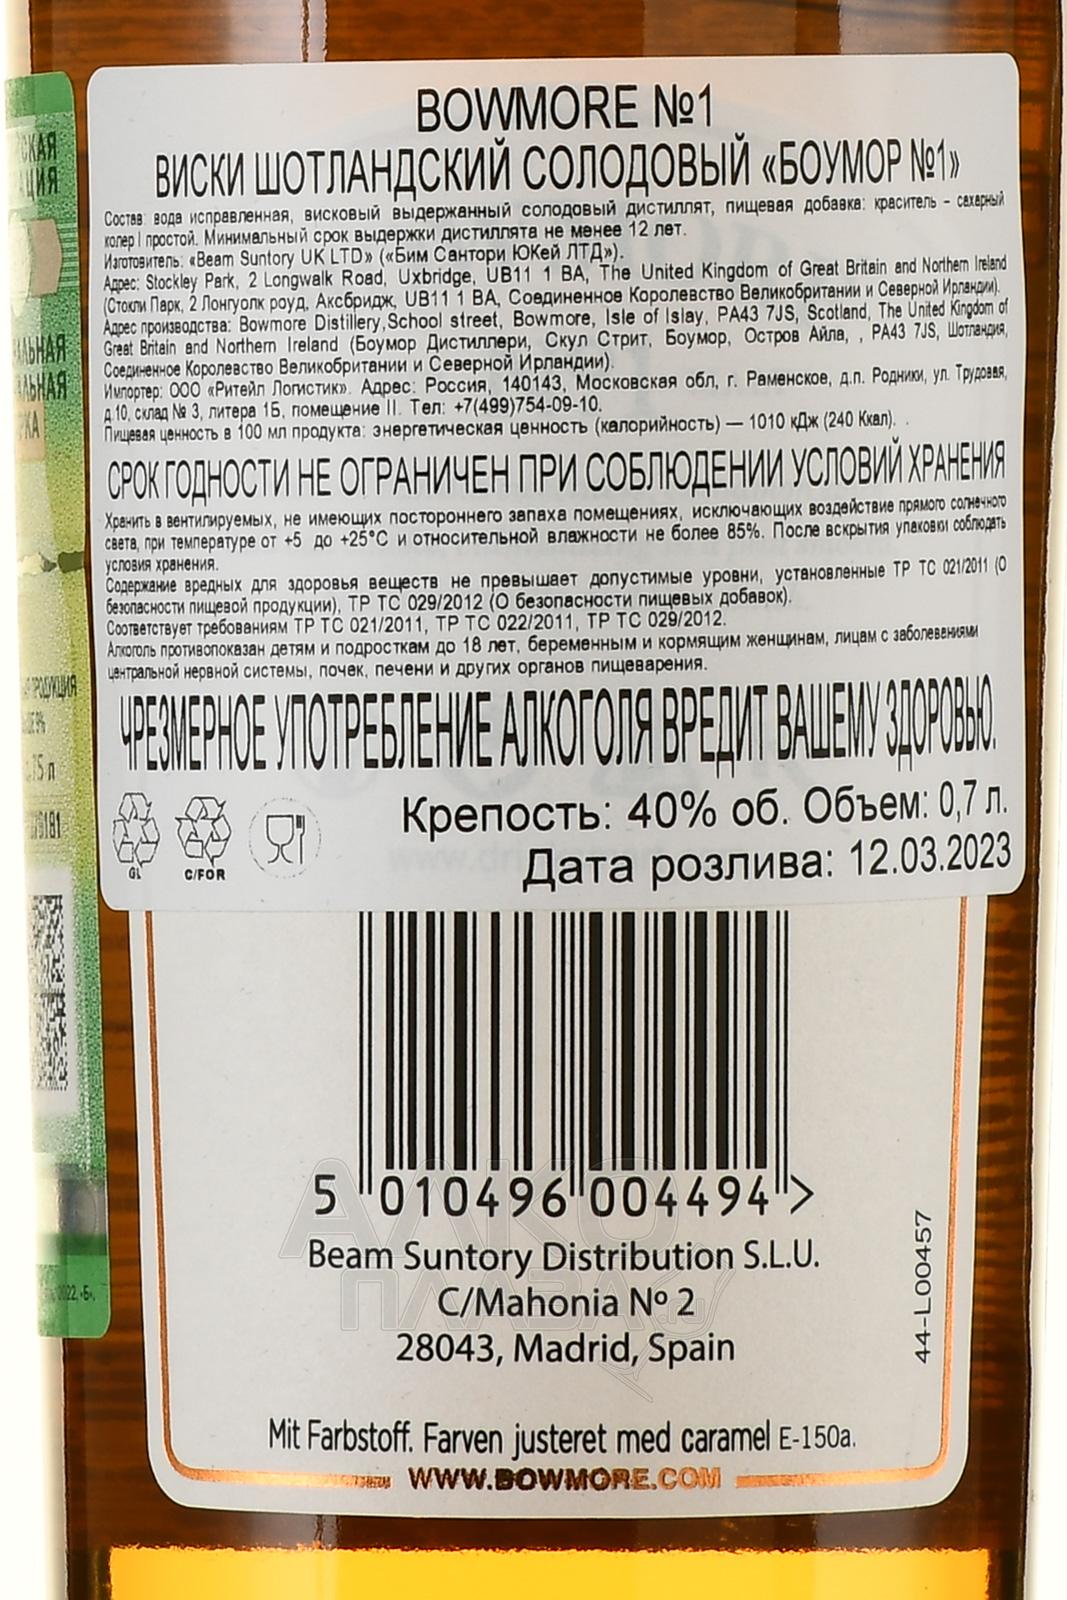 BOWMORE №1
ВИСКИ ШОТЛАНДСКИЙ СОЛОДОВЫЙ «БОУМОР №1»
Состав: вода исправленная, висковый выдержанный солодовый дистиллят, пищевая добавка: краситель - сахарный
колер I простой. Минимальный срок выдержки дистиллята не менее 12 лет.
Изготовитель: «Beam Suntory UK LTD» («Бим Сантори ЮКей ЛТД»).
Адрес: Stockley Park, 2 Longwalk Road, Uxbridge, UB11 1 BA, The United Kingdom of Great Britain and Northern Ireland
(Стокли Парк, 2 Лонгуолк роуд, Аксбридж, UB11 1 BA, Соединенное Королевство Великобритании и Северной Ирландии).
Адрес производства: Bowmore Distillery,School street, Bowmore, Isle of Islay, PA43 7JS, Scotland, The United Kingdom of
Great Britain and Northern Ireland (Боумор Дистиллери, Скул Стрит, Боумор, Остров Айла, , PA43 7JS, Шотландия,
Соединенное Королевство Великобритании и Северной Ирландии).
Импортер: ООО «Ритейл Логистик». Адрес: Россия, 140143, Московская обл, г. Раменское, д.п. Родники, ул. Трудовая,
д.10, склад № 3, литера 1Б, помещение II. Тел: +7(499)754-09-10.
Пищевая ценность в 100 мл продукта: энергетическая ценность (калорийность) — 1010 кДж (240 Ккал). .
СРОК ГОДНОСТИ НЕ ОГРАНИЧЕН ПРИ СОБЛЮДЕНИИ УСЛОВИЙ ХРАНЕНИЯ
Хранить в вентилируемых, не имеющих постороннего запаха помещениях, исключающих воздействие прямого солнечного
света, при температуре от +5 до +25°С и относительной влажности не более 85%. После вскрытия упаковки соблюдать
условия хранения.
Содержание вредных для здоровья веществ не превышает допустимые уровни, установленные ТР ТС 021/2011 (О
безопасности пищевой продукции), ТР ТС 029/2012 (О безопасности пищевых добавок).
Соответствует требованиям ТР ТС 021/2011, ТР ТС 022/2011, ТР ТС 029/2012.
Алкоголь противопоказан детям и подросткам до 18 лет, беременным и кормящим женщинам, лицам с заболеваниями
центральной нервной системы, почек, печени и других органов пищеварения.
ЧРЕЗМЕРНОЕ УПОТРЕБЛЕНИЕ АЛКОГОЛЯ ВРЕДИТ ВАШЕМУ ЗДОРОВЬЮ.
Крепость: 40% об. Объем: 0,7 л.
Дата розлива: 12.03.2023
GL C/FOR
5 010496 004494 >
Beam Suntory Distribution S.L.U.
C/Mahonia Nº 2
28043, Madrid, Spain
44-L00457
Mit Farbstoff. Farven justeret med caramel E-150a.
WWW.BOWMORE.COM
АЛКО
ПЛАЗА.ru